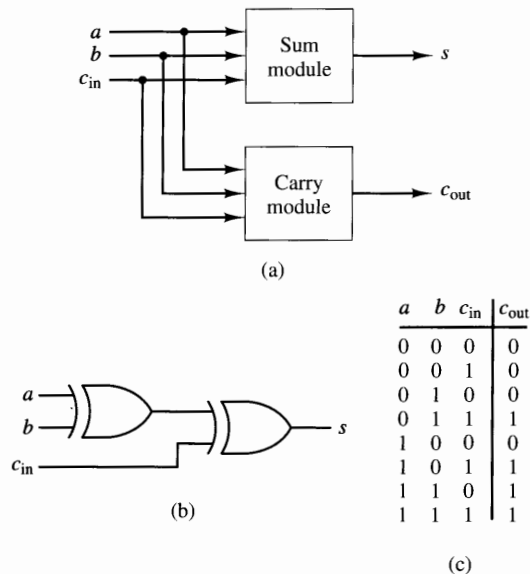 a
b
c_in
Sum
module
s
Carry
module
c_out
(a)
a
b
c_in
s
(b)
a b c_in c_out
0 0 0 0
0 0 1 0
0 1 0 0
0 1 1 1
1 0 0 0
1 0 1 1
1 1 0 1
1 1 1 1
(c)